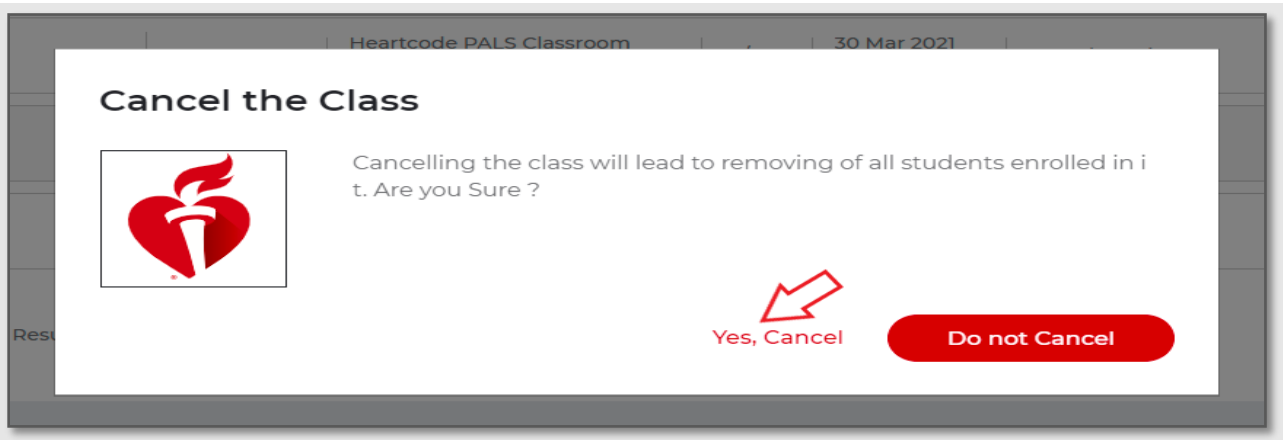 Heartcode PALS Classroom 30 Mar 2021
Cancel the Class
Cancelling the class will lead to removing of all students enrolled in i
t. Are you Sure ?
Yes, Cancel Do not Cancel